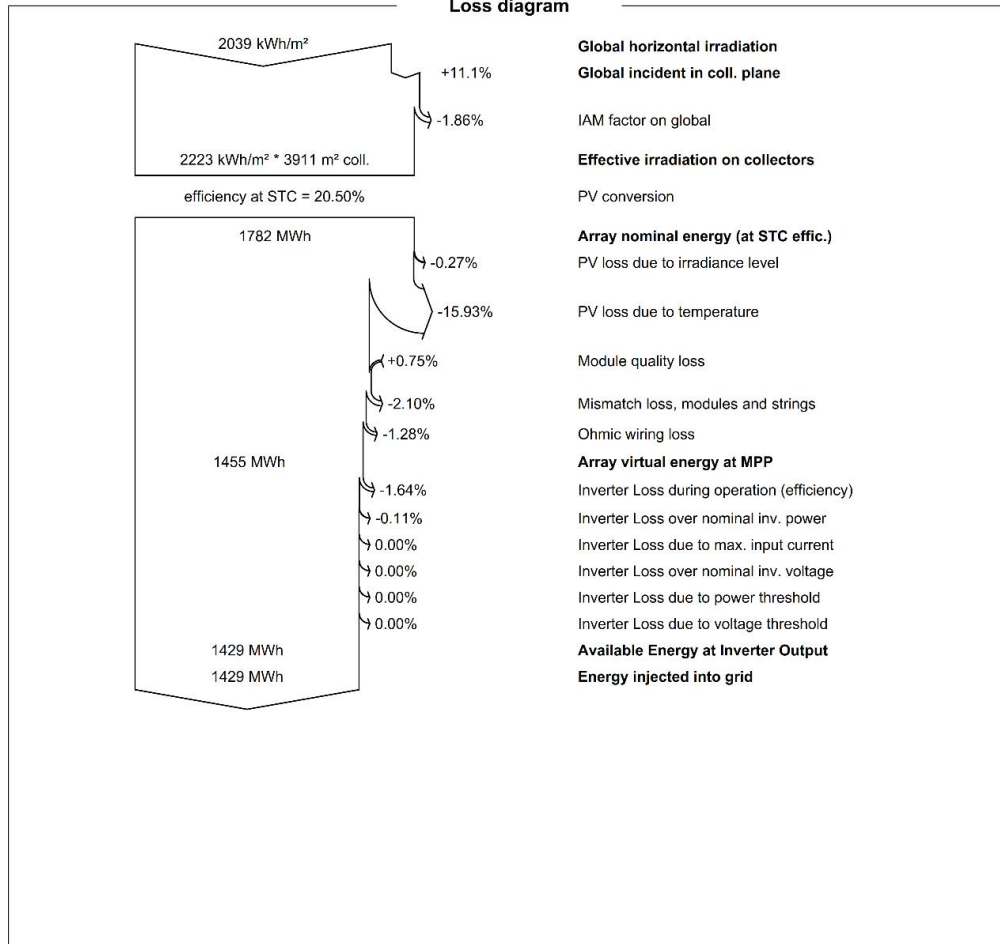 Loss diagram
2039 kWh/m² Global horizontal irradiation
+11.1% Global incident in coll. plane
-1.86% IAM factor on global
2223 kWh/m² * 3911 m² coll. Effective irradiation on collectors
efficiency at STC = 20.50% PV conversion
1782 MWh Array nominal energy (at STC effic.)
-0.27% PV loss due to irradiance level
-15.93% PV loss due to temperature
+0.75% Module quality loss
-2.10% Mismatch loss, modules and strings
-1.28% Ohmic wiring loss
1455 MWh Array virtual energy at MPP
-1.64% Inverter Loss during operation (efficiency)
-0.11% Inverter Loss over nominal inv. power
0.00% Inverter Loss due to max. input current
0.00% Inverter Loss over nominal inv. voltage
0.00% Inverter Loss due to power threshold
0.00% Inverter Loss due to voltage threshold
1429 MWh Available Energy at Inverter Output
1429 MWh Energy injected into grid